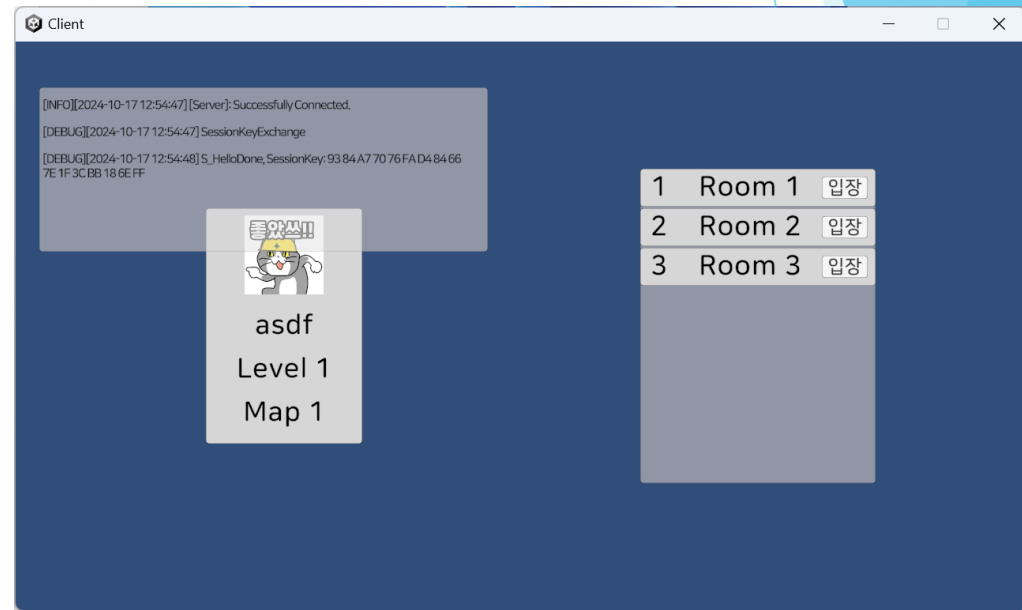 Client
[INFO][2024-10-17 12:54:47] [Server]: Successfully Connected.
[DEBUG][2024-10-17 12:54:47] SessionKeyExchange
[DEBUG][2024-10-17 12:54:48] S_HelloDone, SessionKey: 93 84 A7 70 76 FA D4 84 66
7E 1F 3C BB 18 6E FF
좋았쓰!!
asdf
Level 1
Map 1
1 Room 1 입장
2 Room 2 입장
3 Room 3 입장